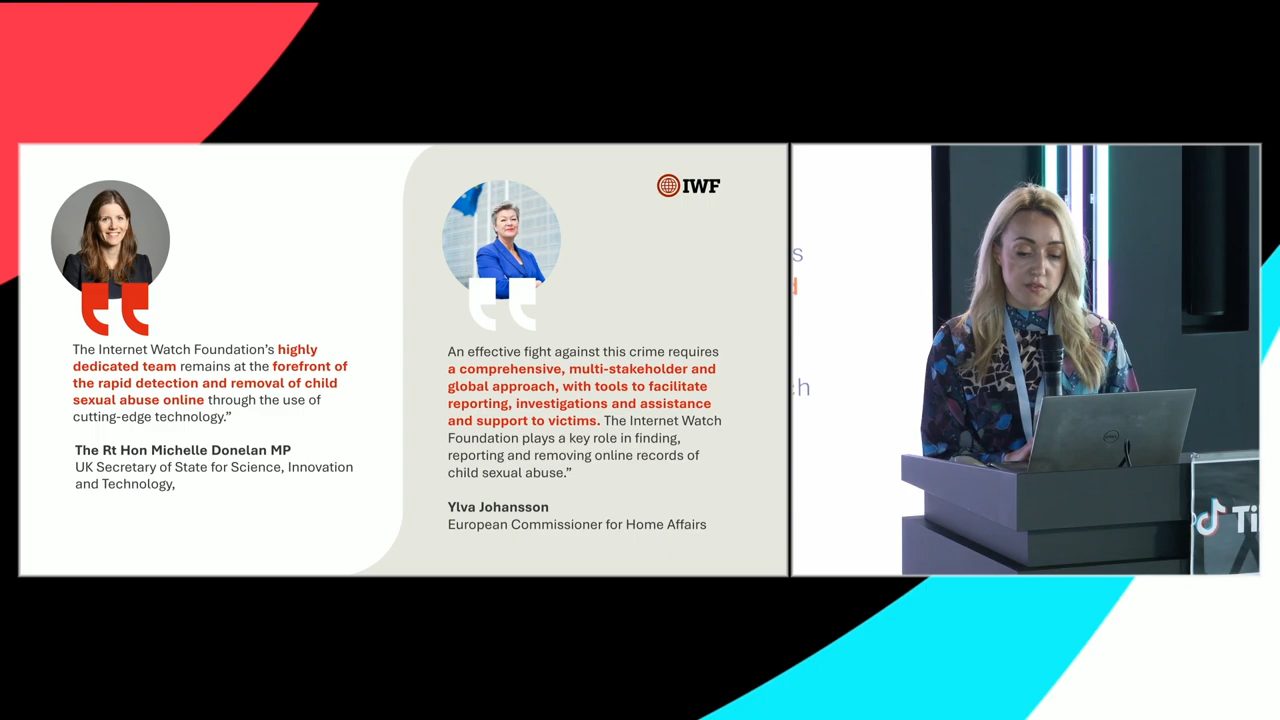 IWF
The Internet Watch Foundation’s highly
dedicated team remains at the forefront of
the rapid detection and removal of child
sexual abuse online through the use of
cutting-edge technology.”
The Rt Hon Michelle Donelan MP
UK Secretary of State for Science, Innovation
and Technology,
An effective fight against this crime requires
a comprehensive, multi-stakeholder and
global approach, with tools to facilitate
reporting, investigations and assistance
and support to victims. The Internet Watch
Foundation plays a key role in finding,
reporting and removing online records of
child sexual abuse.”
Ylva Johansson
European Commissioner for Home Affairs
s
ch
DELL
Ti